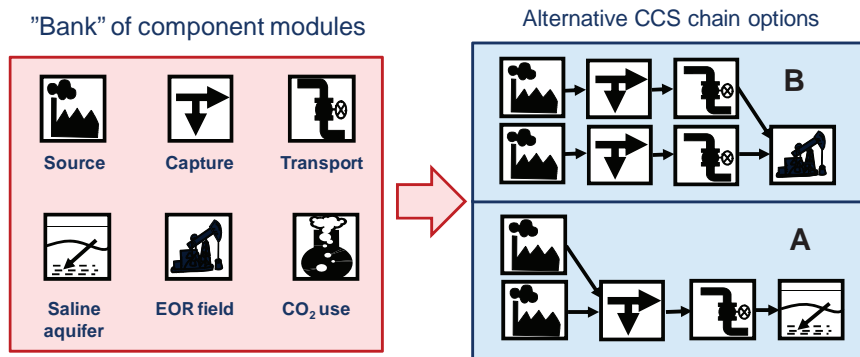 ”Bank” of component modules
Alternative CCS chain options
Source
Capture
Transport
Saline
aquifer
EOR field
CO₂ use
B
A